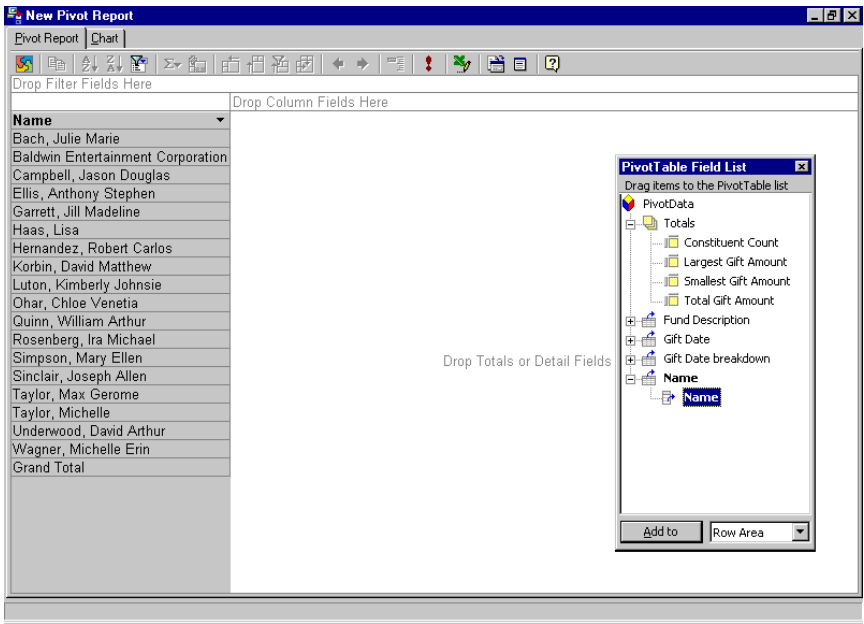 New Pivot Report
Pivot Report Chart
Drop Filter Fields Here
Drop Column Fields Here
Name
Bach, Julie Marie
Baldwin Entertainment Corporation
Campbell, Jason Douglas
Ellis, Anthony Stephen
Garrett, Jill Madeline
Haas, Lisa
Hernandez, Robert Carlos
Korbin, David Matthew
Luton, Kimberly Johnsie
Ohar, Chloe Venetia
Quinn, William Arthur
Rosenberg, Ira Michael
Simpson, Mary Ellen
Sinclair, Joseph Allen
Taylor, Max Gerome
Taylor, Michelle
Underwood, David Arthur
Wagner, Michelle Erin
Grand Total
Drop Totals or Detail Fields
PivotTable Field List
Drag items to the PivotTable list
PivotData
Totals
Constituent Count
Largest Gift Amount
Smallest Gift Amount
Total Gift Amount
Fund Description
Gift Date
Gift Date breakdown
Name
Name
Add to Row Area